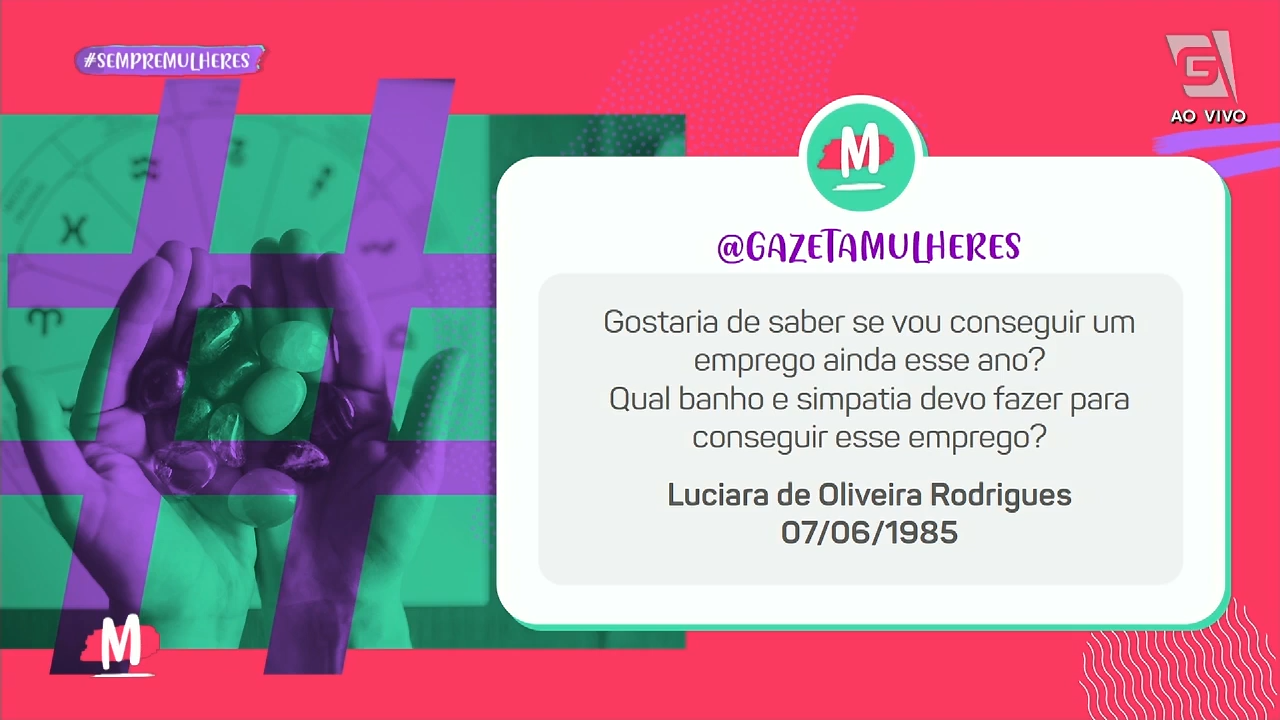 #SEMPREMULHERES
G
AO VIVO
M
@GAZETAMULHERES
Gostaria de saber se vou conseguir um
emprego ainda esse ano?
Qual banho e simpatia devo fazer para
conseguir esse emprego?
Luciara de Oliveira Rodrigues
07/06/1985
M